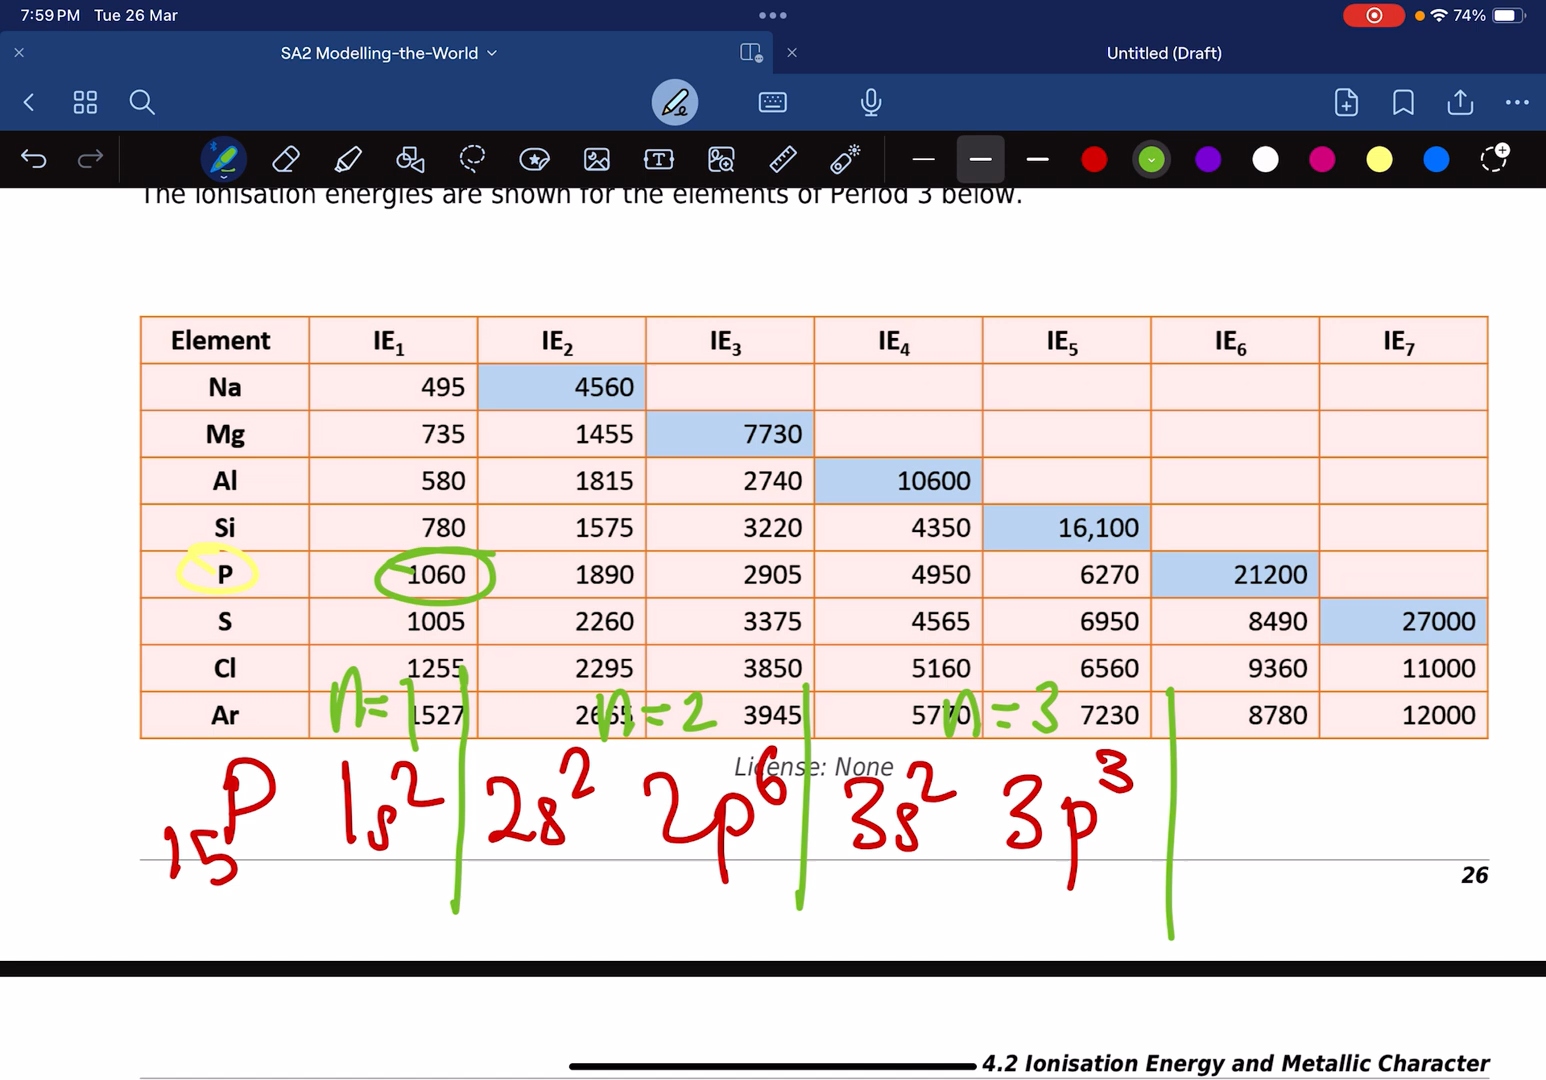 7:59 PM Tue 26 Mar
74%
SA2 Modelling-the-World
Untitled (Draft)
The ionisation energies are shown for the elements of Period 3 below.
Element IE1 IE2 IE3 IE4 IE5 IE6 IE7
Na 495 4560
Mg 735 1455 7730
Al 580 1815 2740 10600
Si 780 1575 3220 4350 16,100
P 1060 1890 2905 4950 6270 21200
S 1005 2260 3375 4565 6950 8490 27000
Cl 1255 2295 3850 5160 6560 9360 11000
Ar 1527 2665 3945 5770 7230 8780 12000
n=1 n=2 n=3
License: None
15P 1s² 2s² 2p⁶ 3s² 3p³
26
4.2 Ionisation Energy and Metallic Character